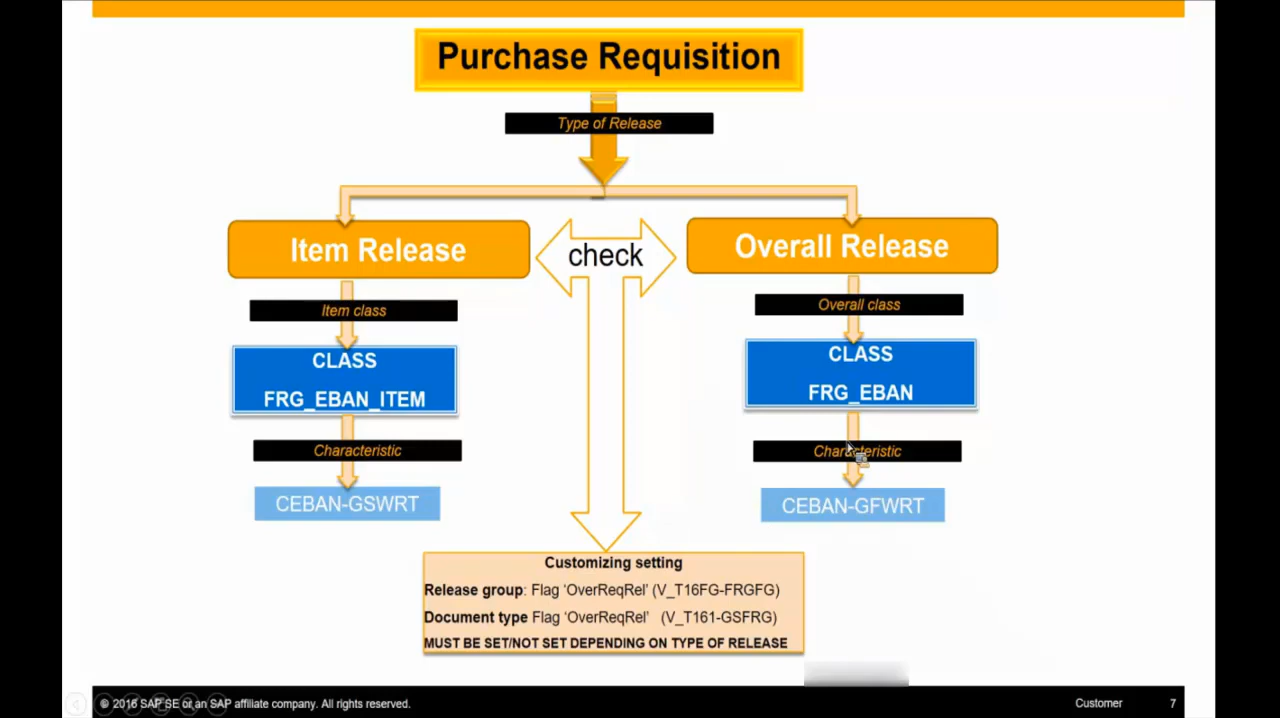 Purchase Requisition
Type of Release
Item Release
check
Overall Release
Item class
Overall class
CLASS
FRG_EBAN_ITEM
CLASS
FRG_EBAN
Characteristic
Characteristic
CEBAN-GSWRT
CEBAN-GFWRT
Customizing setting
Release group: Flag ‘OverReqRel’ (V_T16FG-FRGFG)
Document type Flag ‘OverReqRel’ (V_T161-GSFRG)
MUST BE SET/NOT SET DEPENDING ON TYPE OF RELEASE
© 2016 SAP SE or an SAP affiliate company. All rights reserved.
Customer
7